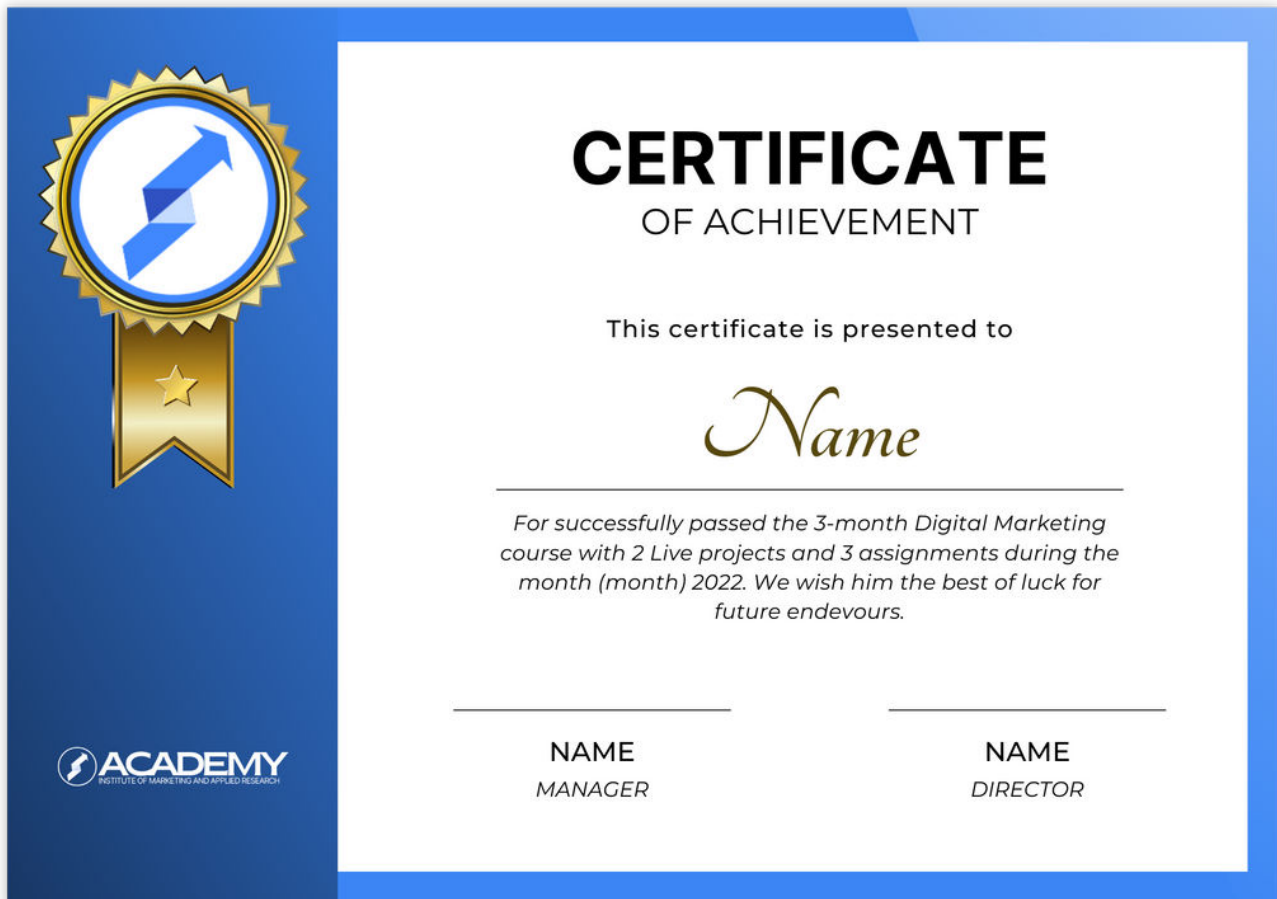 CERTIFICATE
OF ACHIEVEMENT
This certificate is presented to
Name
For successfully passed the 3-month Digital Marketing
course with 2 Live projects and 3 assignments during the
month (month) 2022. We wish him the best of luck for
future endevours.
NAME
MANAGER
NAME
DIRECTOR
ACADEMY
INSTITUTE OF MARKETING AND APPLIED RESEARCH